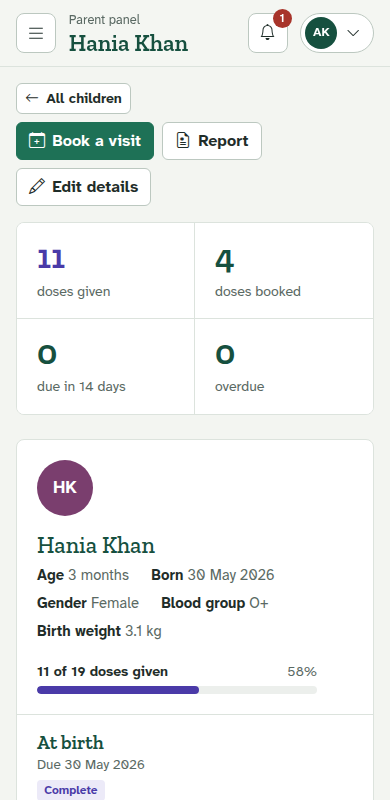 Parent panel
Hania Khan
1
AK
← All children
Book a visit
Report
Edit details
11
doses given
4
doses booked
0
due in 14 days
0
overdue
HK
Hania Khan
Age 3 months Born 30 May 2026
Gender Female Blood group O+
Birth weight 3.1 kg
11 of 19 doses given 58%
At birth
Due 30 May 2026
Complete